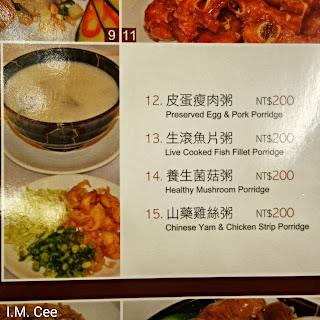 9 11
12. 皮蛋瘦肉粥 NT$200
Preserved Egg & Pork Porridge
13. 生滾魚片粥 NT$200
Live Cooked Fish Fillet Porridge
14. 養生菌菇粥 NT$200
Healthy Mushroom Porridge
15. 山藥雞絲粥 NT$200
Chinese Yam & Chicken Strip Porridge
I.M. Cee